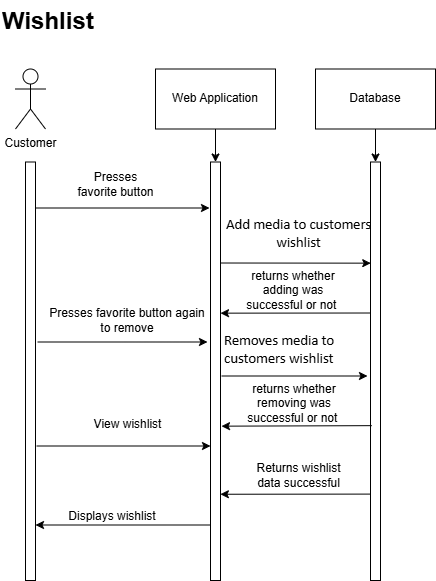 Wishlist
Customer
Web Application
Database
Presses
favorite button
Add media to customers
wishlist
returns whether
adding was
successful or not
Presses favorite button again
to remove
Removes media to
customers wishlist
returns whether
removing was
successful or not
View wishlist
Returns wishlist
data successful
Displays wishlist